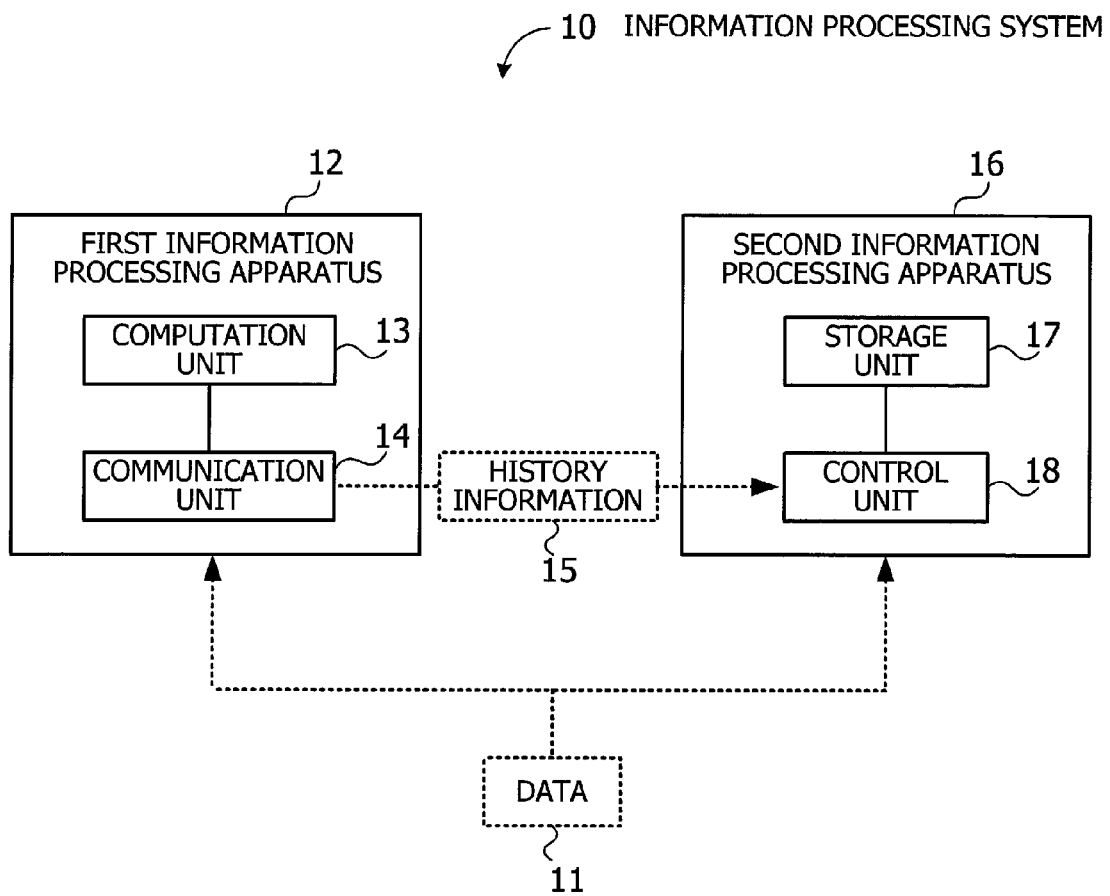 10 INFORMATION PROCESSING SYSTEM
12
16
FIRST INFORMATION
PROCESSING APPARATUS
SECOND INFORMATION
PROCESSING APPARATUS
COMPUTATION
UNIT
13
STORAGE
UNIT
17
14
COMMUNICATION
UNIT
HISTORY
INFORMATION
15
CONTROL
UNIT
18
DATA
11